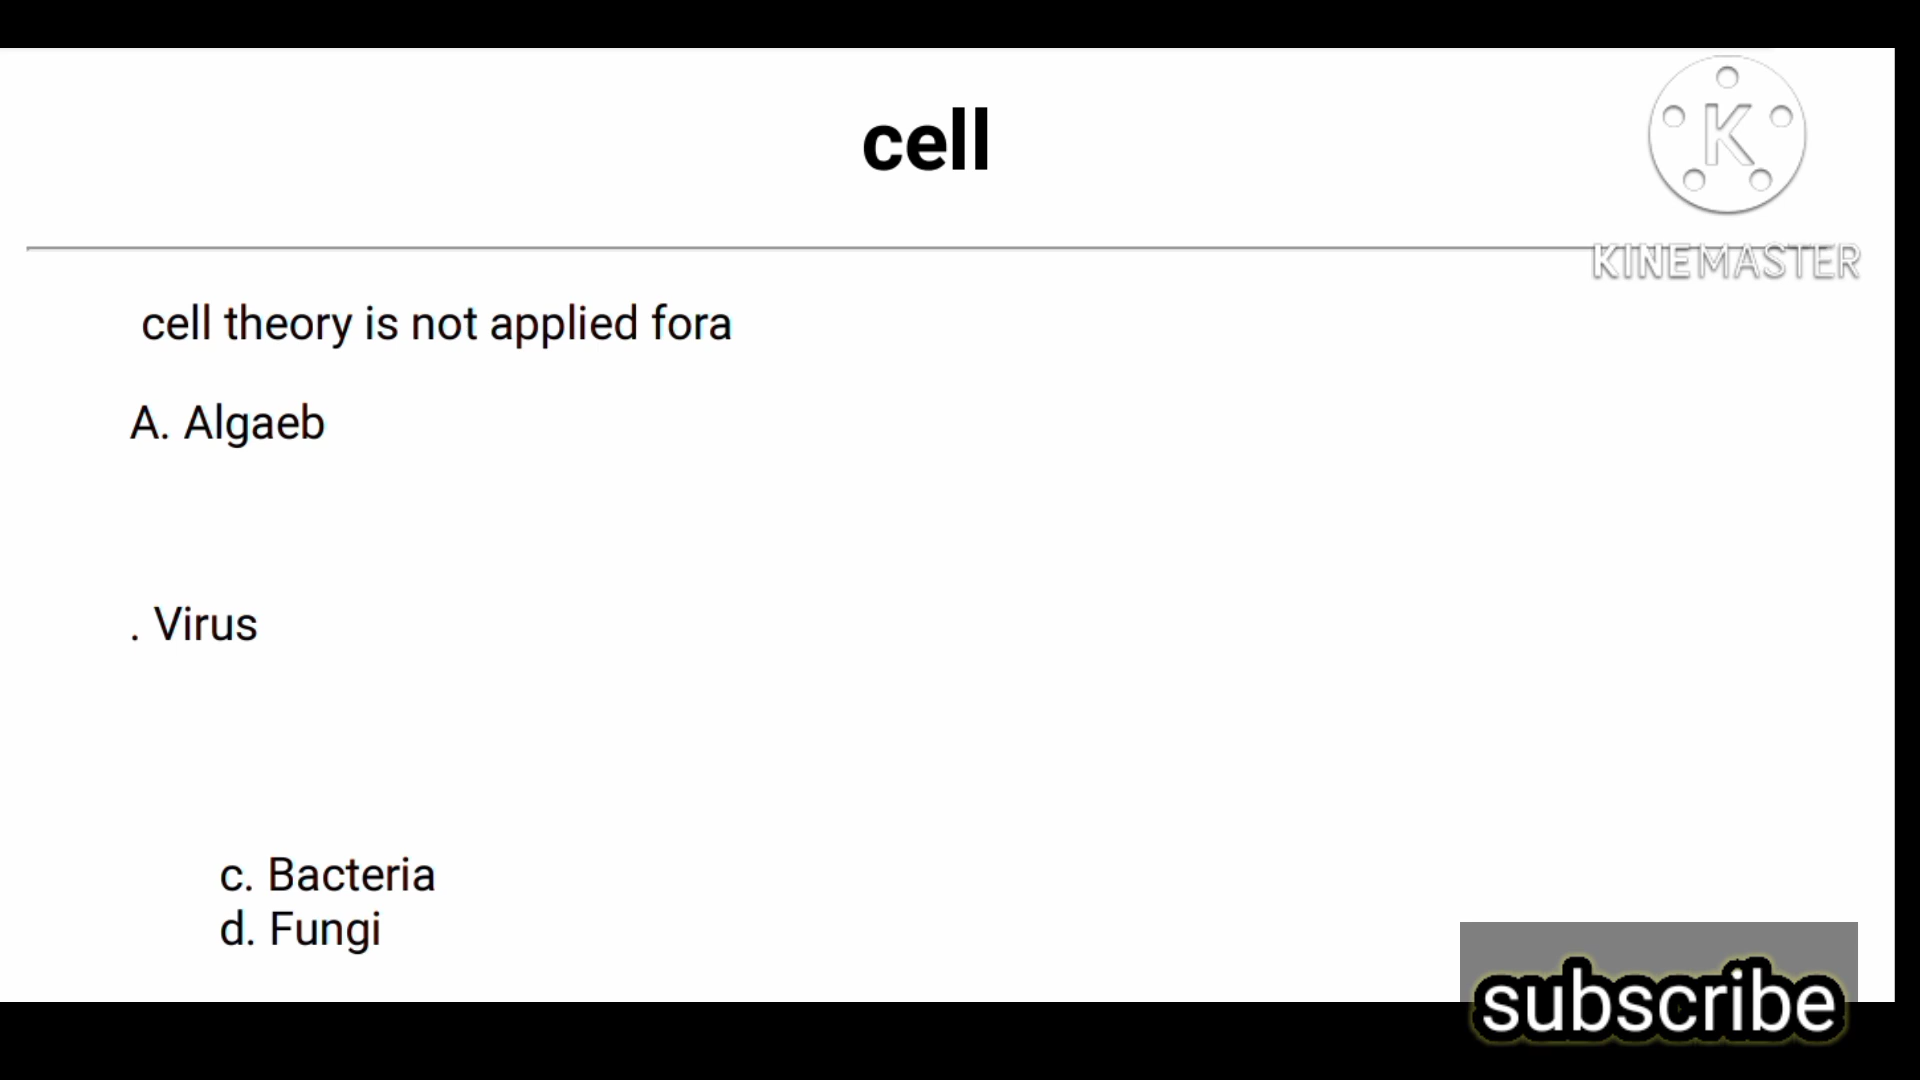 cell
K
KINEMASTER
cell theory is not applied fora
A. Algaeb
. Virus
c. Bacteria
d. Fungi
subscribe